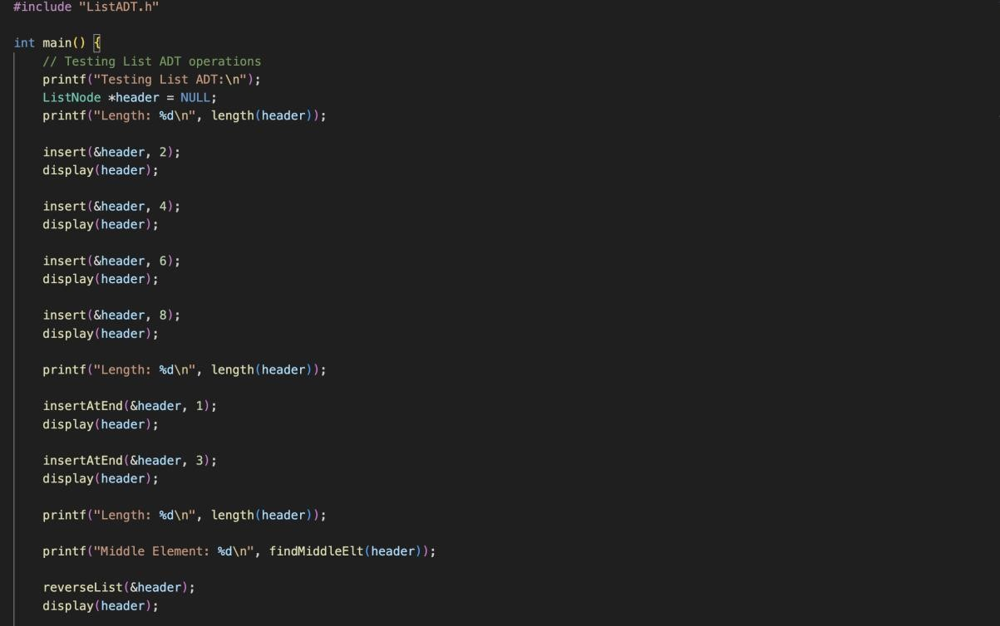 #include "ListADT.h"
int main() {
// Testing List ADT operations
printf("Testing List ADT:\n");
ListNode *header = NULL;
printf("Length: %d\n", length(header));
insert(&header, 2);
display(header);
insert(&header, 4);
display(header);
insert(&header, 6);
display(header);
insert(&header, 8);
display(header);
printf("Length: %d\n", length(header));
insertAtEnd(&header, 1);
display(header);
insertAtEnd(&header, 3);
display(header);
printf("Length: %d\n", length(header));
printf("Middle Element: %d\n", findMiddleElt(header));
reverseList(&header);
display(header);